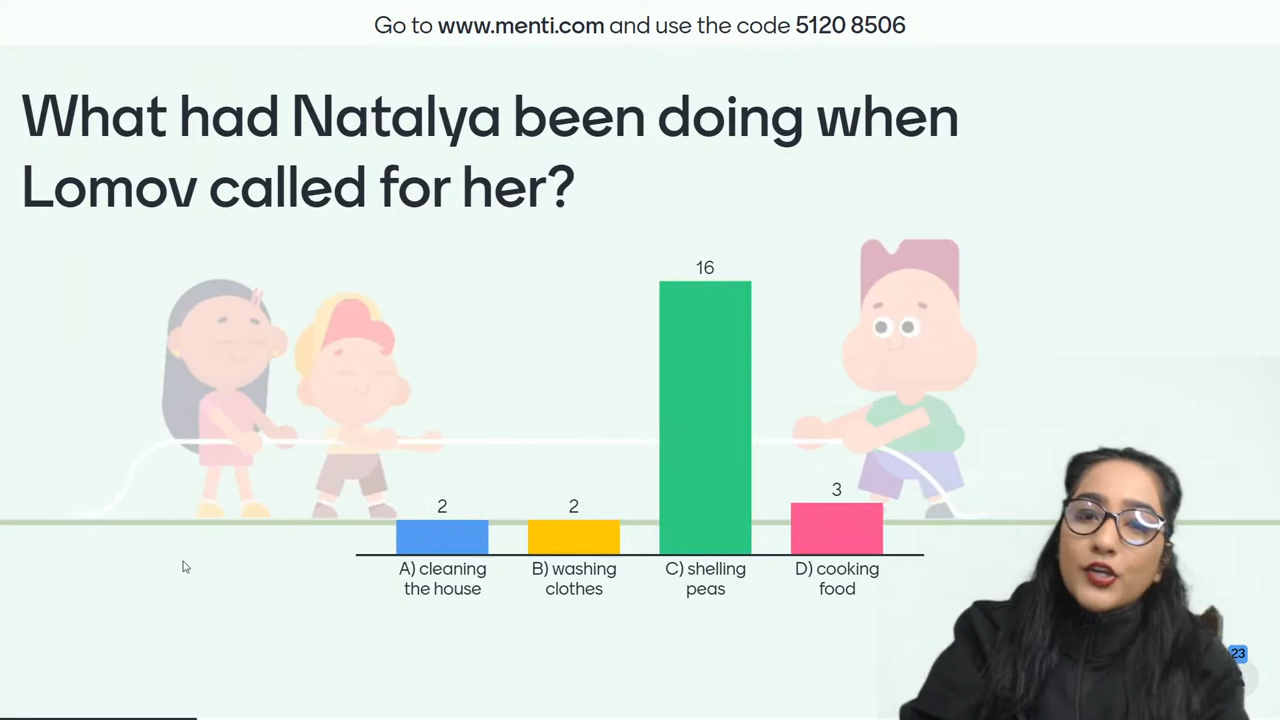 Go to www.menti.com and use the code 5120 8506
What had Natalya been doing when
Lomov called for her?
16
2
2
3
A) cleaning
the house
B) washing
clothes
C) shelling
peas
D) cooking
food
23